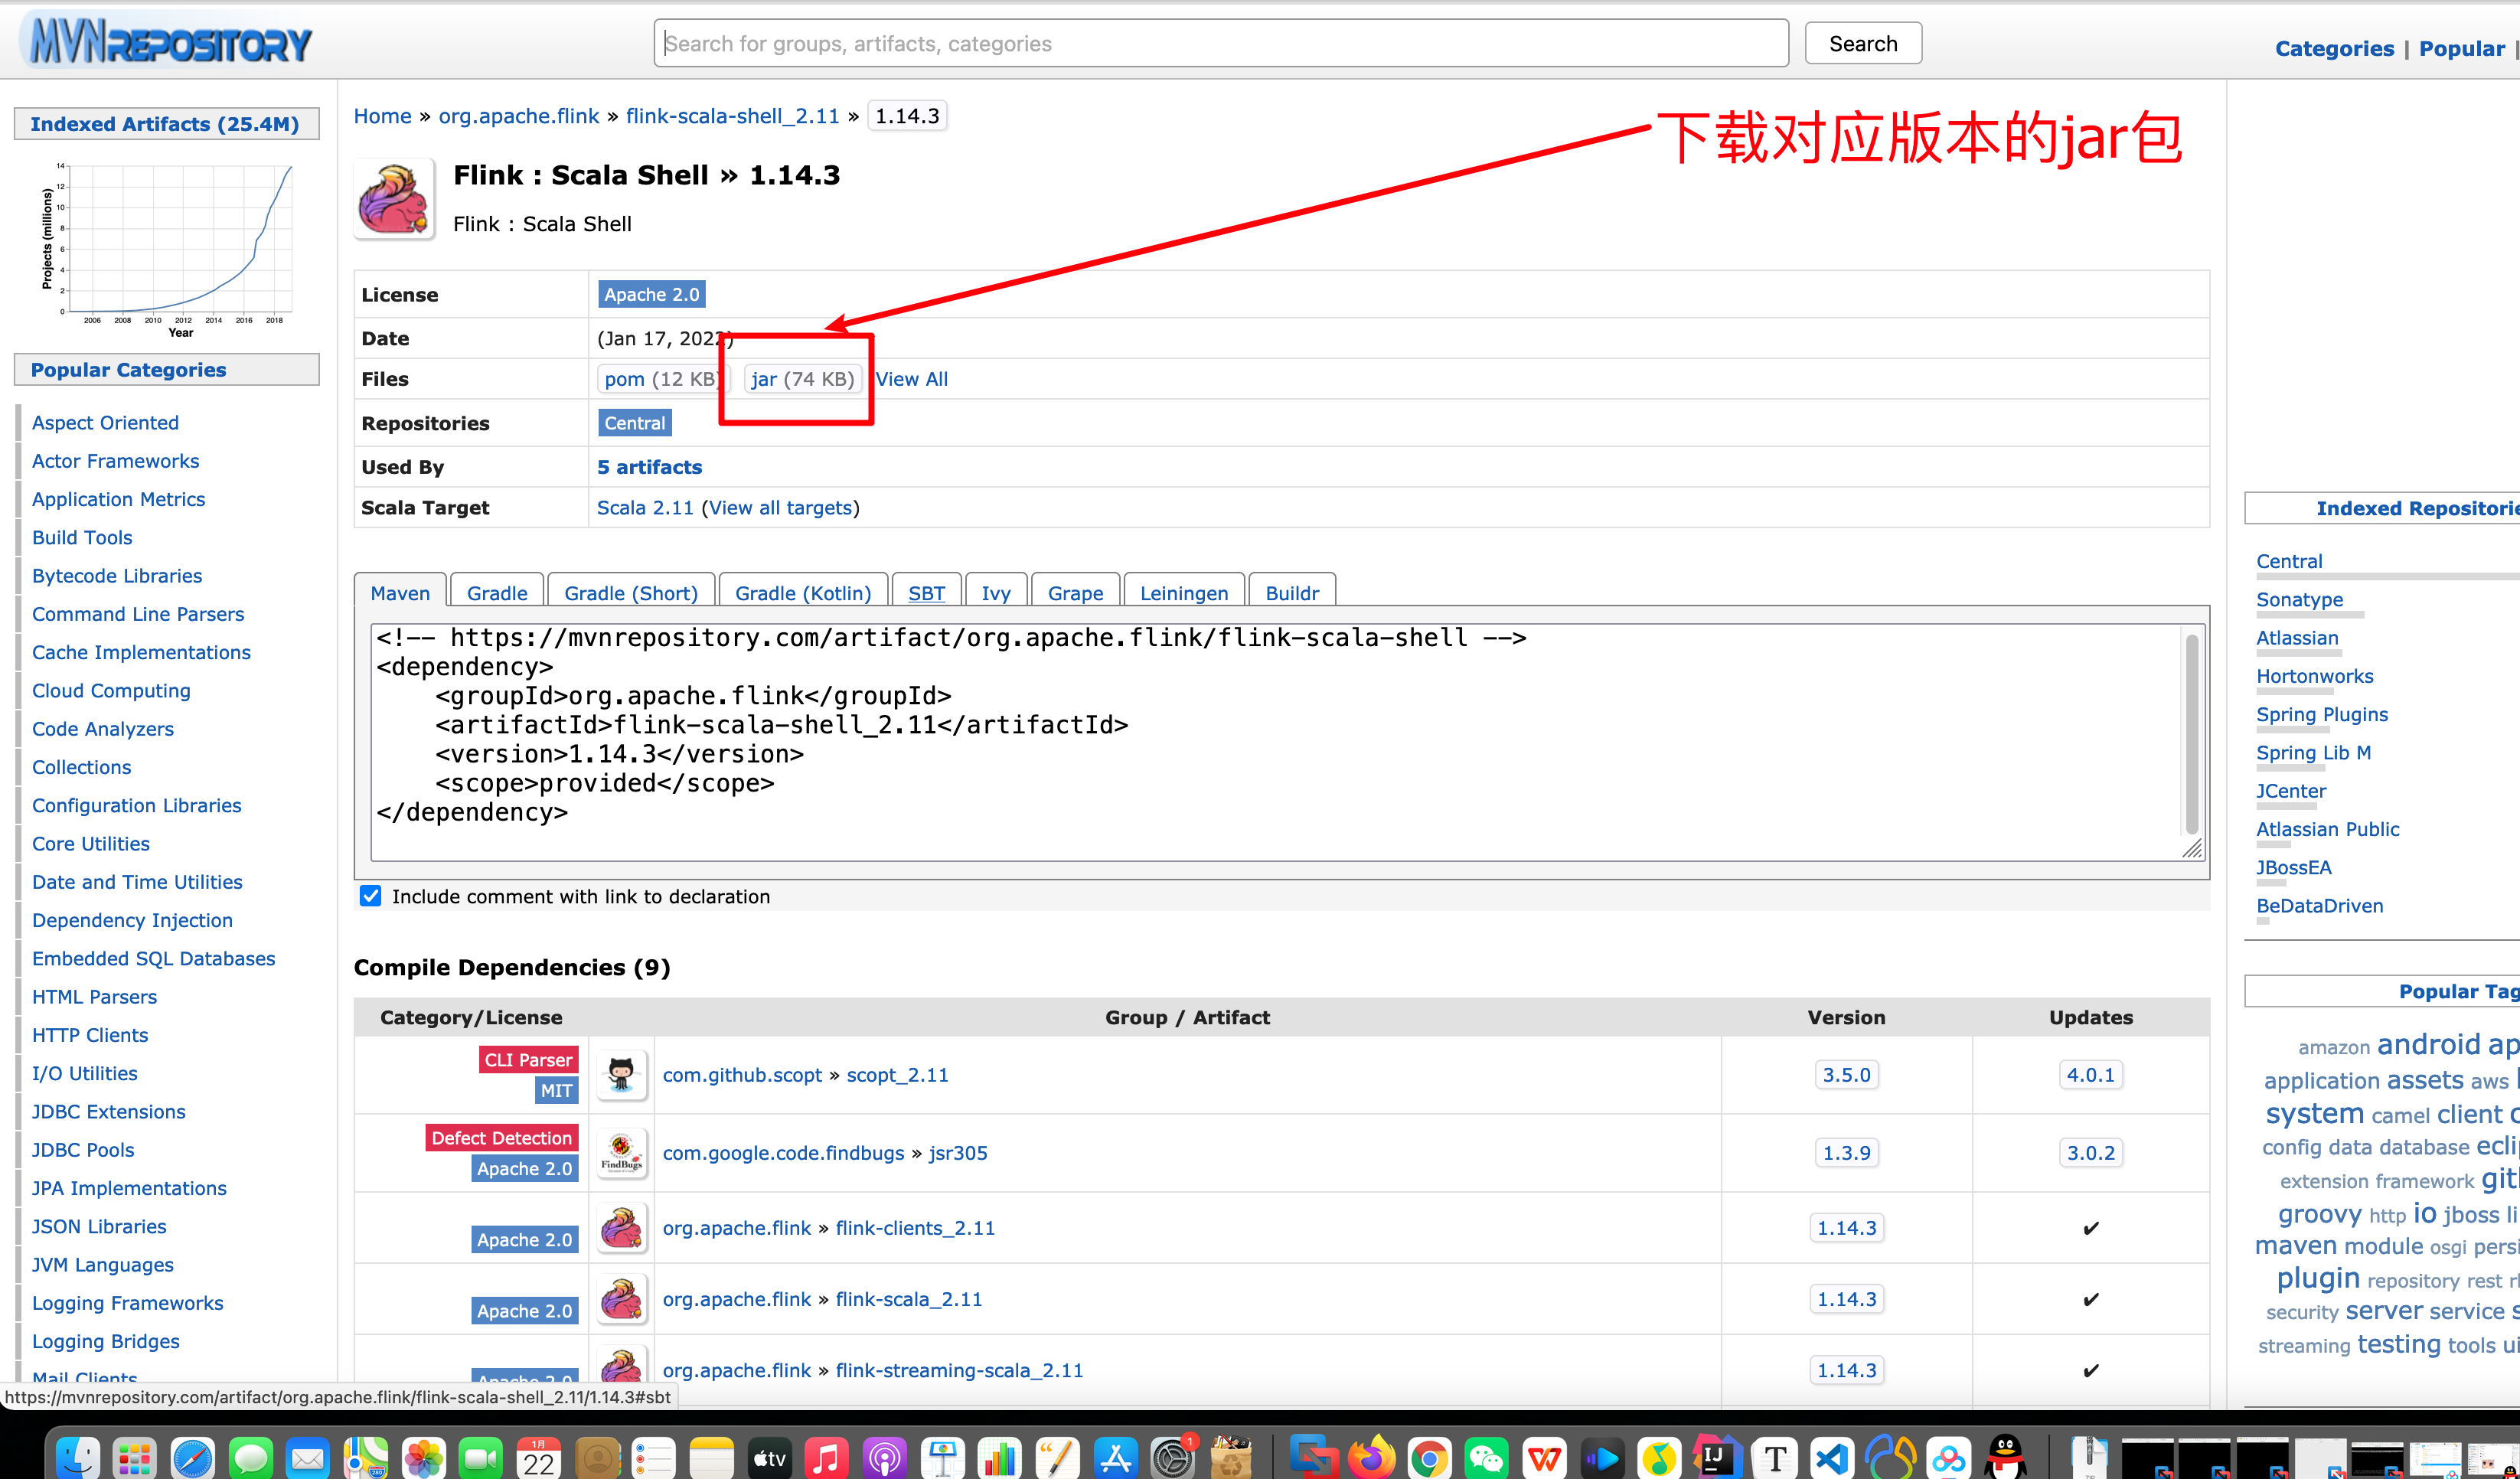 MVNREPOSITORY
Search for groups, artifacts, categories
Search
Categories | Popular |
Indexed Artifacts (25.4M)
Projects (millions)
14
12
10
8
6
4
2
0
2006 2008 2010 2012 2014 2016 2018
Year
Popular Categories
Aspect Oriented
Actor Frameworks
Application Metrics
Build Tools
Bytecode Libraries
Command Line Parsers
Cache Implementations
Cloud Computing
Code Analyzers
Collections
Configuration Libraries
Core Utilities
Date and Time Utilities
Dependency Injection
Embedded SQL Databases
HTML Parsers
HTTP Clients
I/O Utilities
JDBC Extensions
JDBC Pools
JPA Implementations
JSON Libraries
JVM Languages
Logging Frameworks
Logging Bridges
Mail Clients
Home » org.apache.flink » flink-scala-shell_2.11 » 1.14.3
下载对应版本的jar包
Flink : Scala Shell » 1.14.3
Flink : Scala Shell
License Apache 2.0
Date (Jan 17, 2022)
Files pom (12 KB) jar (74 KB) View All
Repositories Central
Used By 5 artifacts
Scala Target Scala 2.11 (View all targets)
Maven Gradle Gradle (Short) Gradle (Kotlin) SBT Ivy Grape Leiningen Buildr
<!-- https://mvnrepository.com/artifact/org.apache.flink/flink-scala-shell -->
<dependency>
    <groupId>org.apache.flink</groupId>
    <artifactId>flink-scala-shell_2.11</artifactId>
    <version>1.14.3</version>
    <scope>provided</scope>
</dependency>
Include comment with link to declaration
Compile Dependencies (9)
Category/License Group / Artifact Version Updates
CLI Parser
MIT
com.github.scopt » scopt_2.11 3.5.0 4.0.1
Defect Detection
Apache 2.0
FindBugs
com.google.code.findbugs » jsr305 1.3.9 3.0.2
Apache 2.0 org.apache.flink » flink-clients_2.11 1.14.3 ✔
Apache 2.0 org.apache.flink » flink-scala_2.11 1.14.3 ✔
Apache 2.0 org.apache.flink » flink-streaming-scala_2.11 1.14.3 ✔
Indexed Repositorie
Central
Sonatype
Atlassian
Hortonworks
Spring Plugins
Spring Lib M
JCenter
Atlassian Public
JBossEA
BeDataDriven
Popular Tag
amazon android ap
application assets aws
system camel client
config data database ecli
extension framework git
groovy http io jboss li
maven module osgi persi
plugin repository rest
security server service s
streaming testing tools ui
https://mvnrepository.com/artifact/org.apache.flink/flink-scala-shell_2.11/1.14.3#sbt
1月
22
280
tv
1
IJ
T